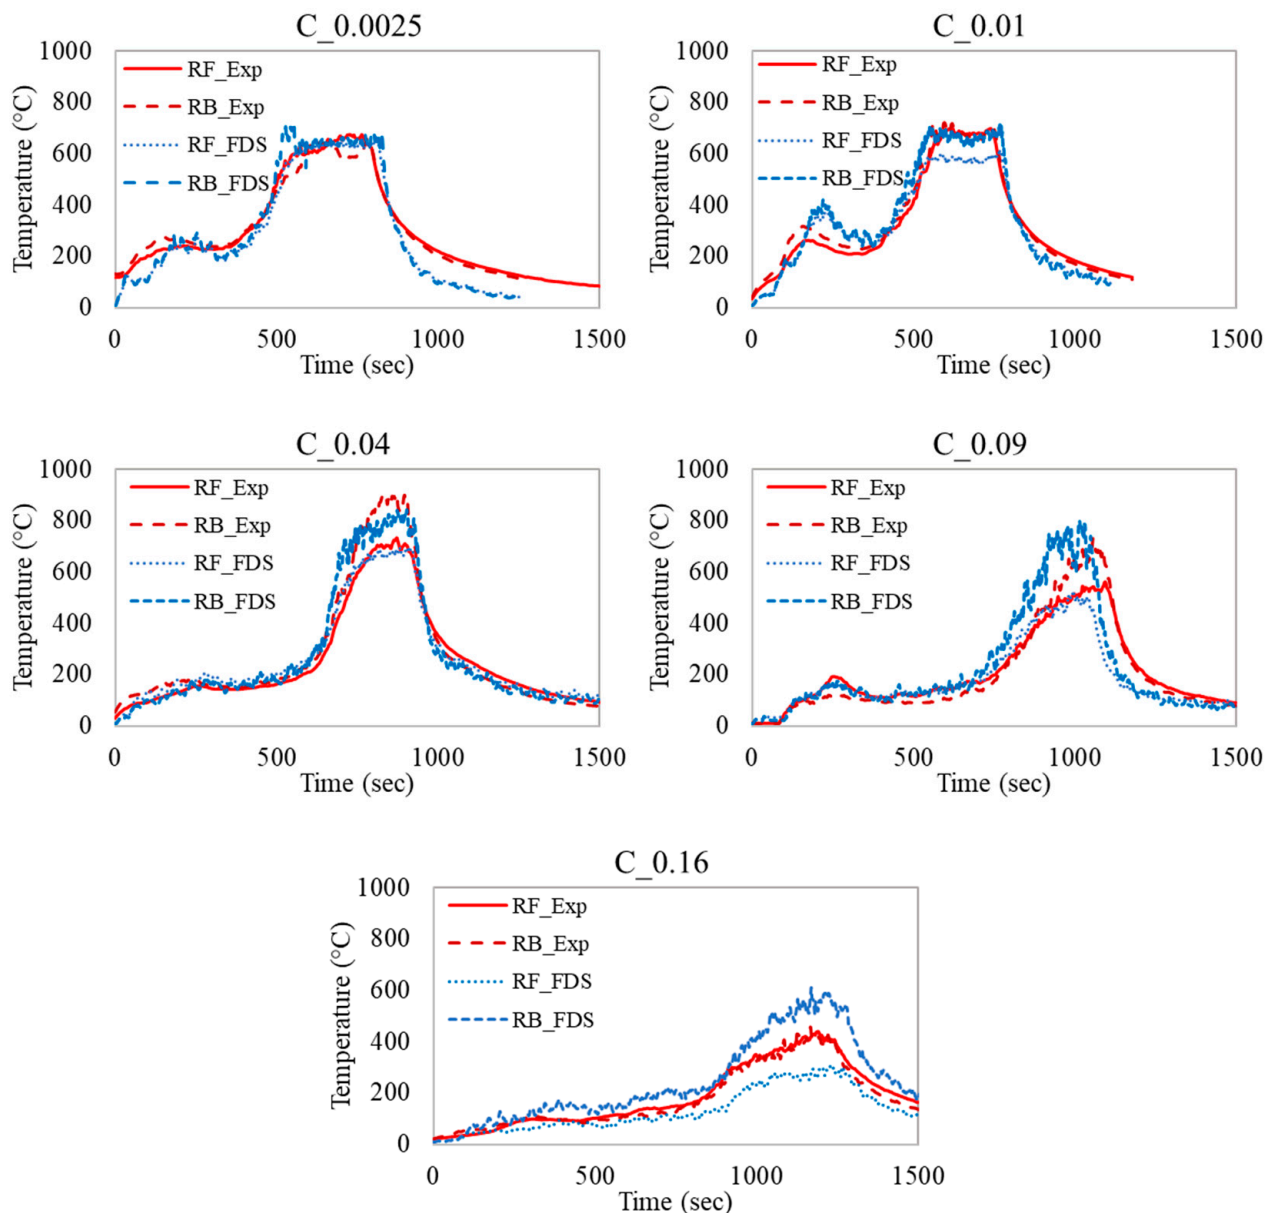 C_0.0025
Temperature (°C)
1000
800
600
400
200
0
RF_Exp
RB_Exp
RF_FDS
RB_FDS
0 500 1000 1500
Time (sec)
C_0.01
Temperature (°C)
1000
800
600
400
200
0
RF_Exp
RB_Exp
RF_FDS
RB_FDS
0 500 1000 1500
Time (sec)
C_0.04
Temperature (°C)
1000
800
600
400
200
0
RF_Exp
RB_Exp
RF_FDS
RB_FDS
0 500 1000 1500
Time (sec)
C_0.09
Temperature (°C)
1000
800
600
400
200
0
RF_Exp
RB_Exp
RF_FDS
RB_FDS
0 500 1000 1500
Time (sec)
C_0.16
Temperature (°C)
1000
800
600
400
200
0
RF_Exp
RB_Exp
RF_FDS
RB_FDS
0 500 1000 1500
Time (sec)